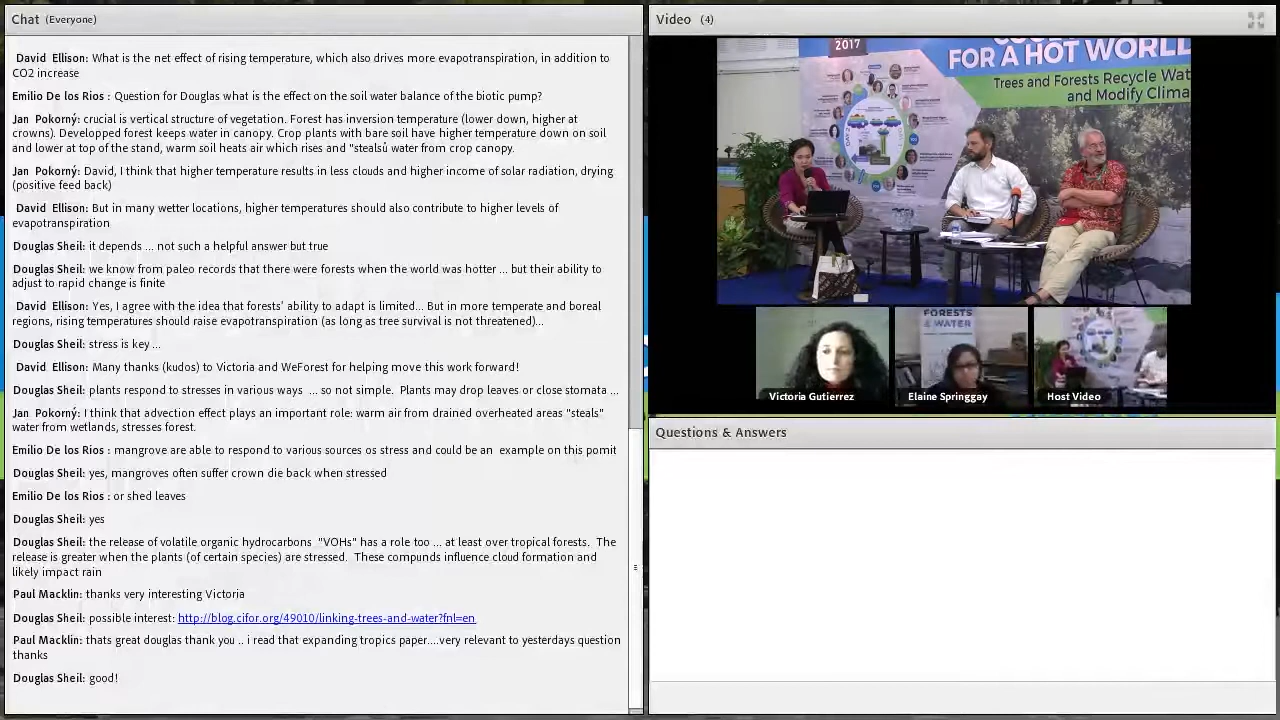 Chat (Everyone)
David Ellison: What is the net effect of rising temperature, which also drives more evapotranspiration, in addition to
CO2 increase
Emilio De los Rios : Question for Douglas what is the effect on the soil water balance of the biotic pump?
Jan Pokorný: crucial is vertical structure of vegetation. Forest has inversion temperature (lower down, higher at
crowns). Developped forest keeps water in canopy. Crop plants with bare soil have higher temperature down on soil
and lower at top of the stand, warm soil heats air which rises and "stealsů water from crop canopy.
Jan Pokorný: David, I think that higher temperature results in less clouds and higher income of solar radiation, drying
(positive feed back)
David Ellison: But in many wetter locations, higher temperatures should also contribute to higher levels of
evapotranspiration
Douglas Sheil: it depends ... not such a helpful answer but true
Douglas Sheil: we know from paleo records that there were forests when the world was hotter ... but their ability to
adjust to rapid change is finite
David Ellison: Yes, I agree with the idea that forests' ability to adapt is limited... But in more temperate and boreal
regions, rising temperatures should raise evapotranspiration (as long as tree survival is not threatened)...
Douglas Sheil: stress is key ...
David Ellison: Many thanks (kudos) to Victoria and WeForest for helping move this work forward!
Douglas Sheil: plants respond to stresses in various ways ... so not simple. Plants may drop leaves or close stomata ...
Jan Pokorný: I think that advection effect plays an important role: warm air from drained overheated areas "steals"
water from wetlands, stresses forest.
Emilio De los Rios : mangrove are able to respond to various sources os stress and could be an example on this pomit
Douglas Sheil: yes, mangroves often suffer crown die back when stressed
Emilio De los Rios : or shed leaves
Douglas Sheil: yes
Douglas Sheil: the release of volatile organic hydrocarbons "VOHs" has a role too ... at least over tropical forests. The
release is greater when the plants (of certain species) are stressed. These compunds influence cloud formation and
likely impact rain
Paul Macklin: thanks very interesting Victoria
Douglas Sheil: possible interest: http://blog.cifor.org/49010/linking-trees-and-water?fnl=en
Paul Macklin: thats great douglas thank you .. i read that expanding tropics paper....very relevant to yesterdays question
thanks
Douglas Sheil: good!
Video (4)
2017
FOR A HOT WORL
Trees and Forests Recycle Wat
and Modify Clima
FORESTS
& WATER
Victoria Gutierrez
Elaine Springgay
Host Video
Questions & Answers